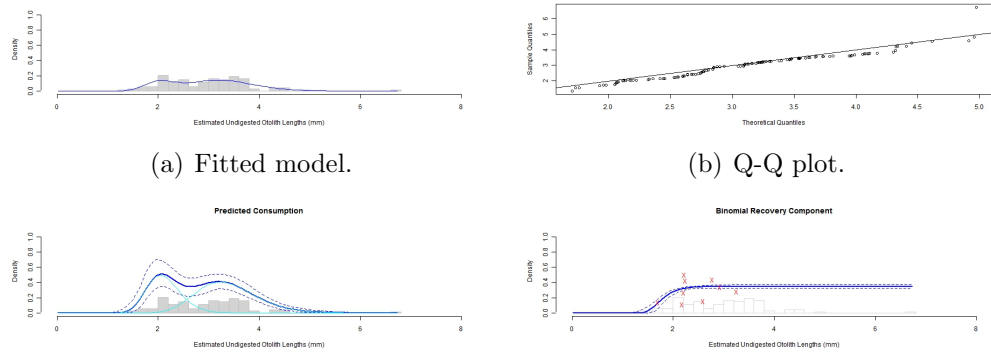 Density
0.0 0.2 0.4 0.6 0.8 1.0
0 2 4 6 8
Estimated Undigested Otolith Lengths (mm)
(a) Fitted model.
Sample Quantiles
2 3 4 5 6
2.0 2.5 3.0 3.5 4.0 4.5 5.0
Theoretical Quantiles
(b) Q-Q plot.
Predicted Consumption
Density
0.0 0.2 0.4 0.6 0.8 1.0
0 2 4 6 8
Estimated Undigested Otolith Lengths (mm)
Binomial Recovery Component
Density
0.0 0.2 0.4 0.6 0.8 1.0
X X X X X X X X X
0 2 4 6 8
Estimated Undigested Otolith Lengths (mm)